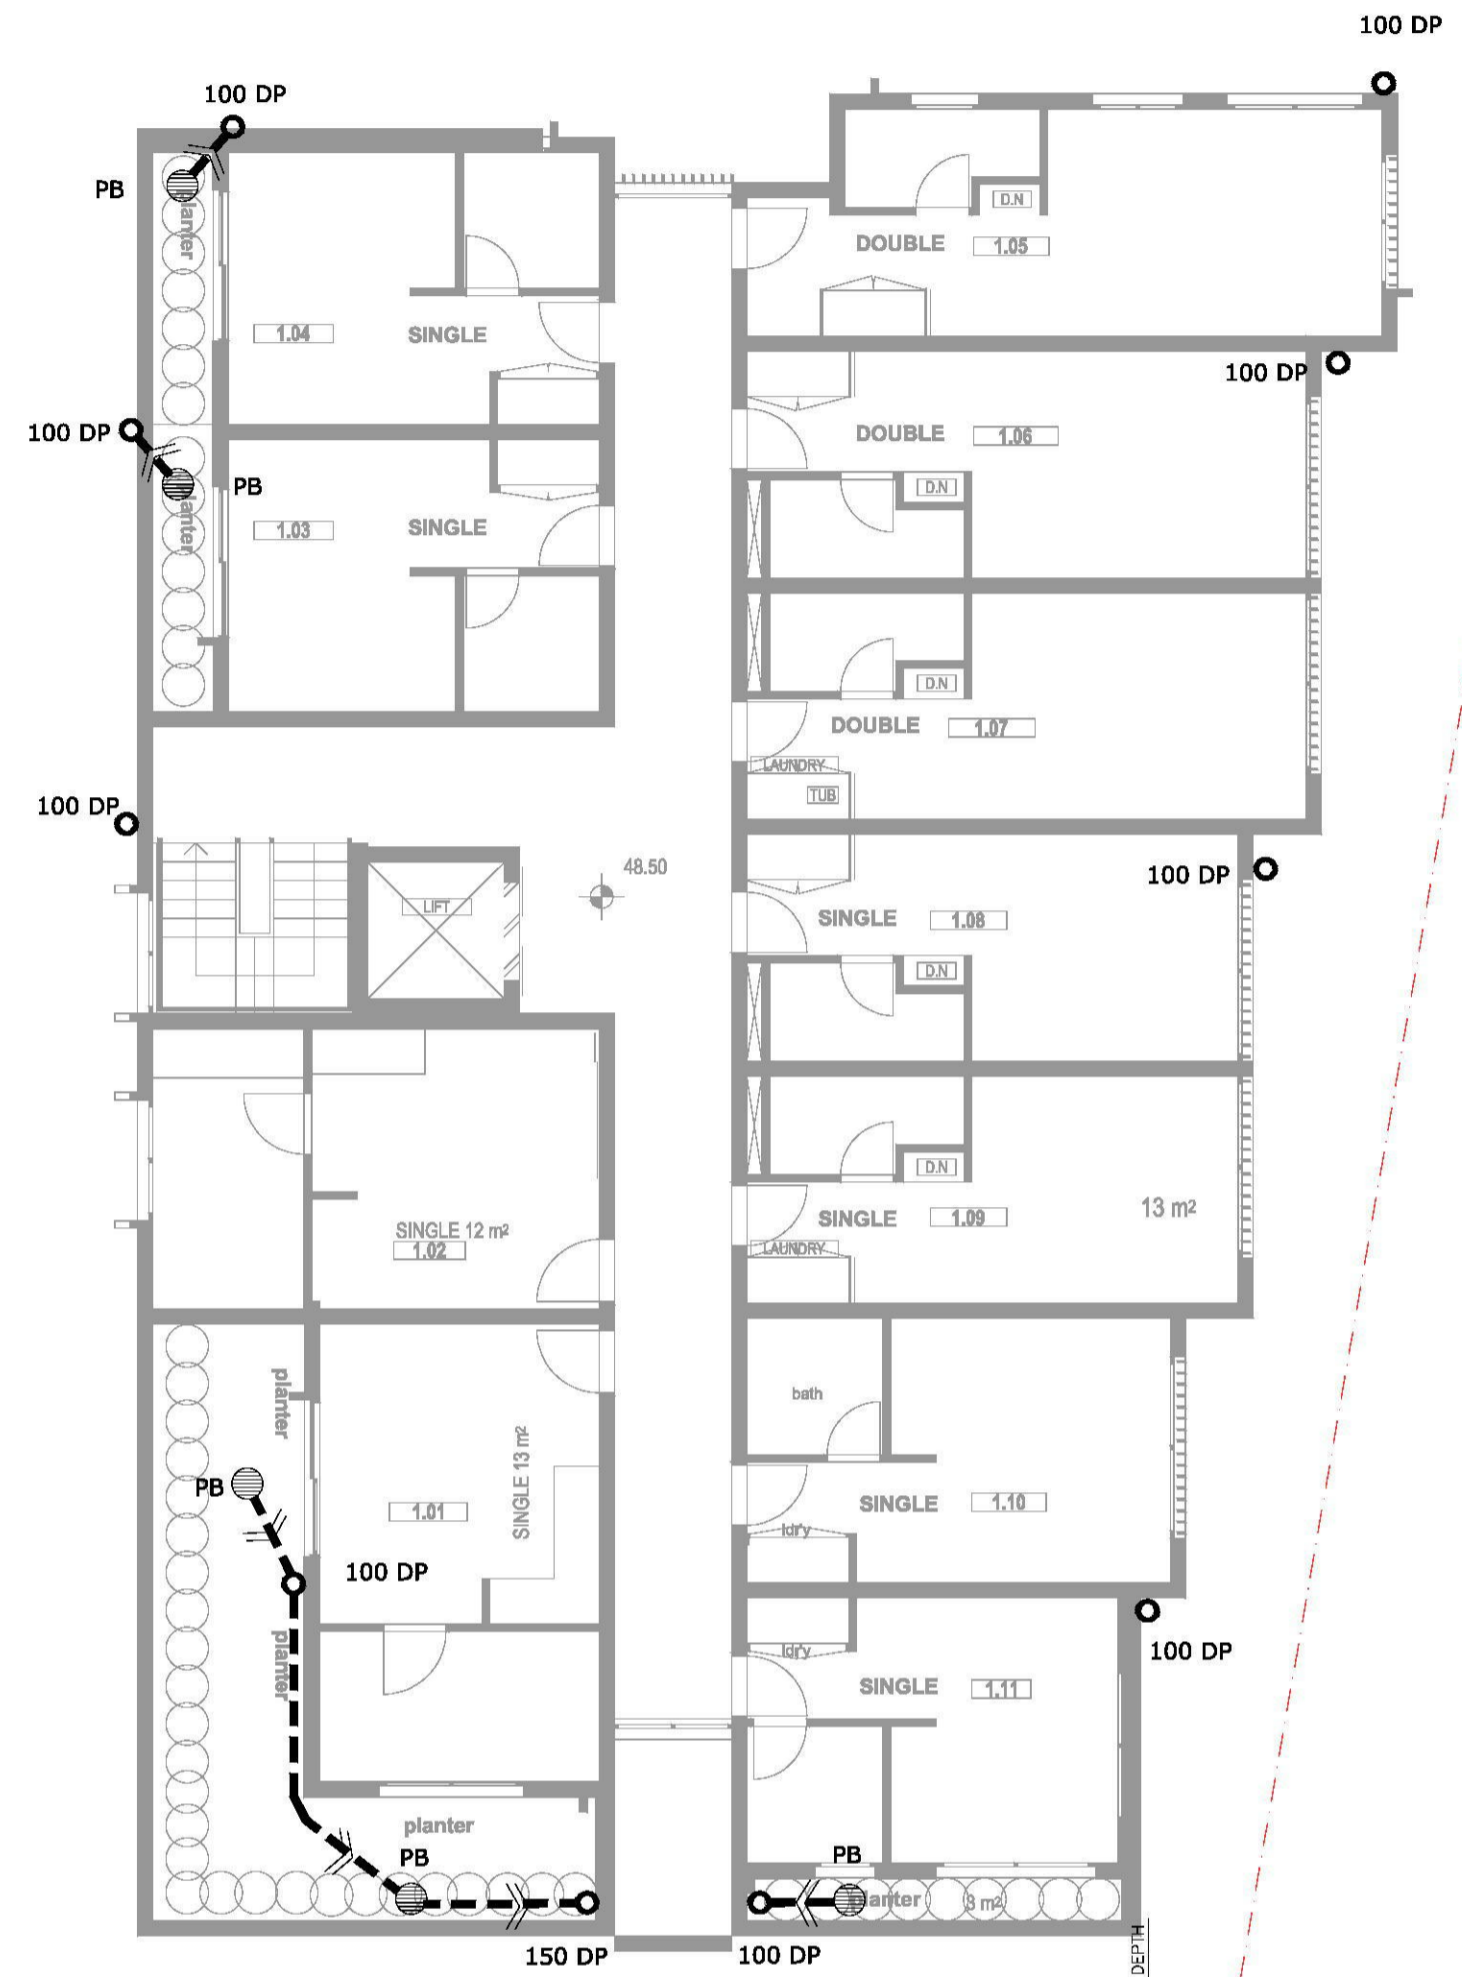 100 DP
100 DP
PB
planter
D.N
DOUBLE 1.05
1.04 SINGLE
100 DP
100 DP
DOUBLE 1.06
PB
D.N
planter
1.03 SINGLE
D.N
DOUBLE 1.07
LAUNDRY
TUB
100 DP
48.50
100 DP
LIFT
SINGLE 1.08
D.N
D.N
13 m²
SINGLE 1.09
SINGLE 12 m²
1.02
LAUNDRY
planter
bath
SINGLE 13 m²
PB
1.01
SINGLE 1.10
ldr'y
100 DP
planter
ldr'y
100 DP
SINGLE 1.11
planter
PB
PB
planter
3 m²
150 DP
100 DP
DEPTH